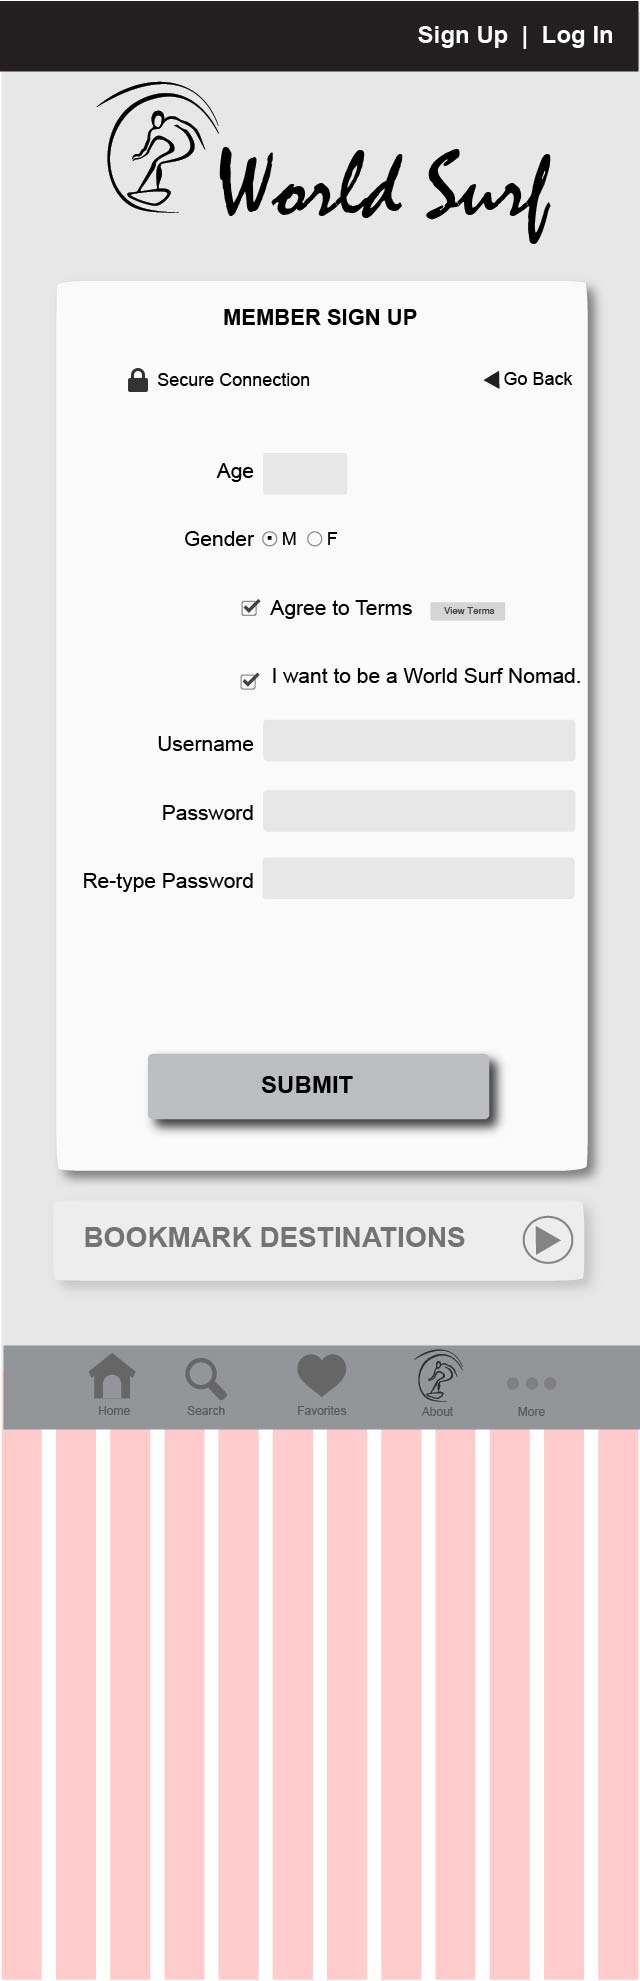 Sign Up | Log In
World Surf
MEMBER SIGN UP
Secure Connection
Go Back
Age
Gender M F
Agree to Terms View Terms
I want to be a World Surf Nomad.
Username
Password
Re-type Password
SUBMIT
BOOKMARK DESTINATIONS
Home Search Favorites About More